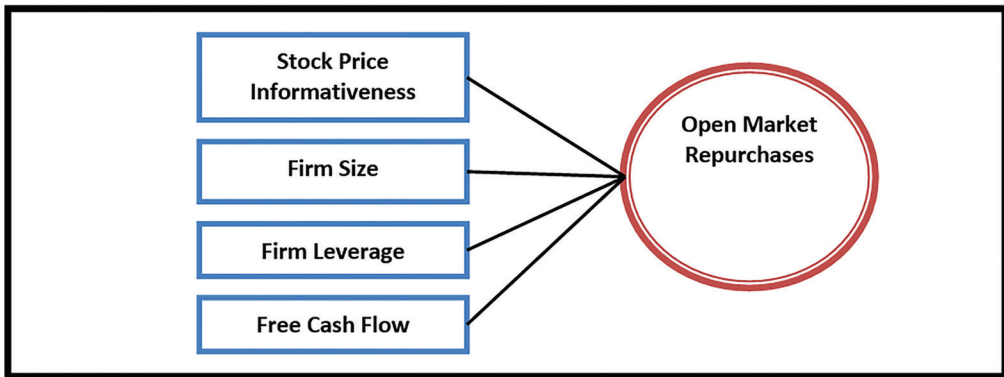 Stock Price
Informativeness
Firm Size
Firm Leverage
Free Cash Flow
Open Market
Repurchases